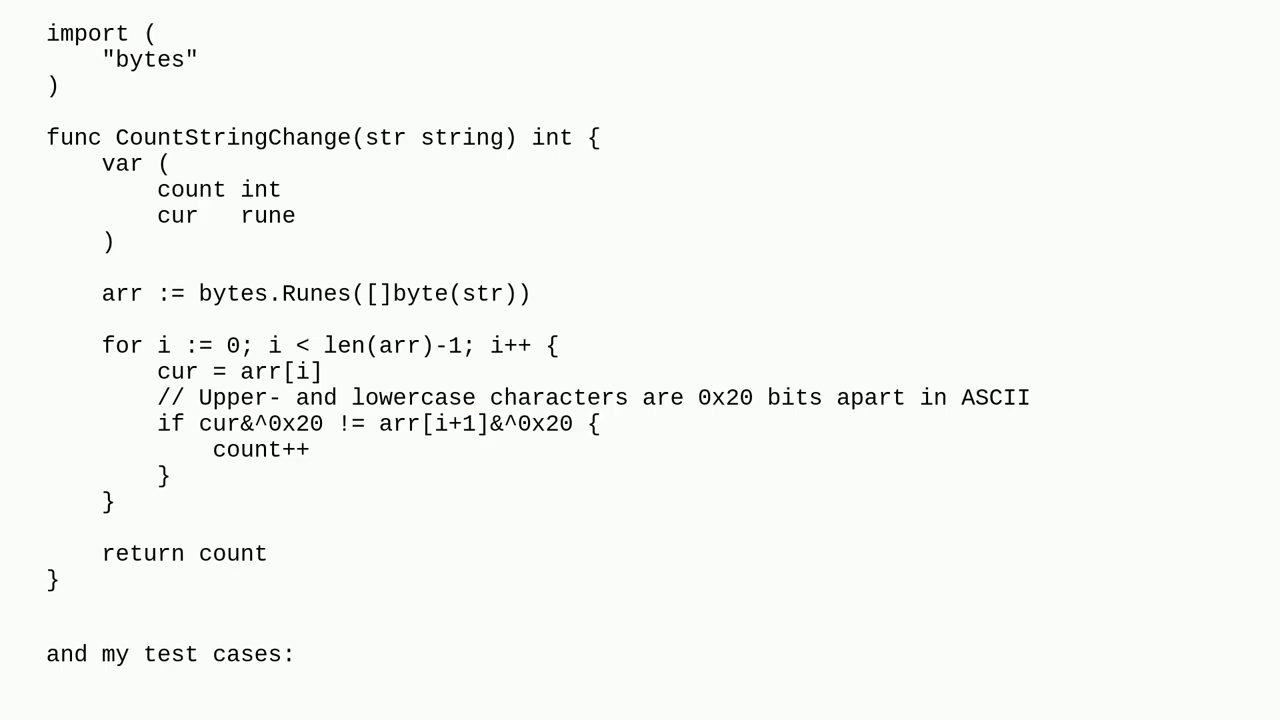 import (
    "bytes"
)

func CountStringChange(str string) int {
    var (
        count int
        cur   rune
    )

    arr := bytes.Runes([]byte(str))

    for i := 0; i < len(arr)-1; i++ {
        cur = arr[i]
        // Upper- and lowercase characters are 0x20 bits apart in ASCII
        if cur&^0x20 != arr[i+1]&^0x20 {
            count++
        }
    }

    return count
}

and my test cases: